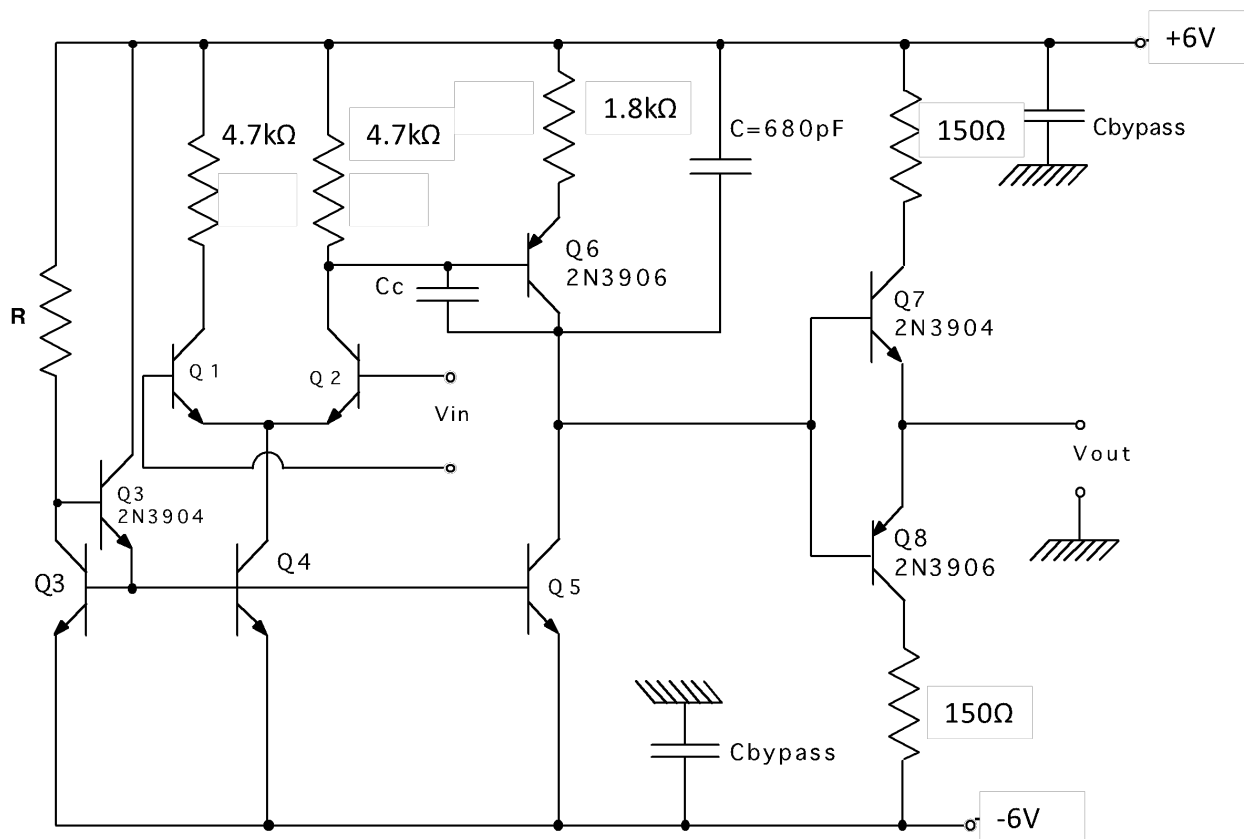 +6V
4.7kΩ
4.7kΩ
1.8kΩ
C=680pF
150Ω
Cbypass
Q6
2N3906
Cc
Q7
2N3904
R
Q1
Q2
Vin
Vout
Q3
2N3904
Q3
Q4
Q5
Q8
2N3906
Cbypass
150Ω
-6V